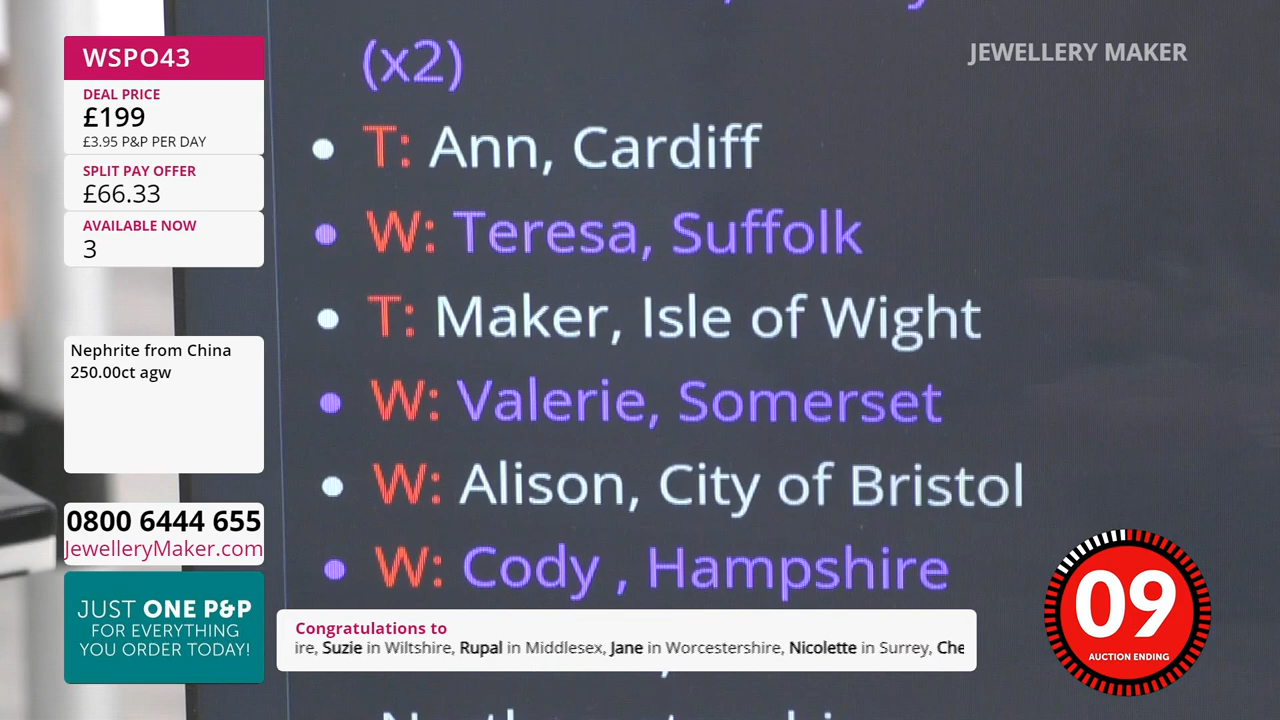 WSPO43
DEAL PRICE
£199
£3.95 P&P PER DAY
SPLIT PAY OFFER
£66.33
AVAILABLE NOW
3
Nephrite from China
250.00ct agw
0800 6444 655
JewelleryMaker.com
JUST ONE P&P
FOR EVERYTHING
YOU ORDER TODAY!
JEWELLERY MAKER
(x2)
• T: Ann, Cardiff
• W: Teresa, Suffolk
• T: Maker, Isle of Wight
• W: Valerie, Somerset
• W: Alison, City of Bristol
• W: Cody , Hampshire
Congratulations to
ire, Suzie in Wiltshire, Rupal in Middlesex, Jane in Worcestershire, Nicolette in Surrey, Che
09
AUCTION ENDING